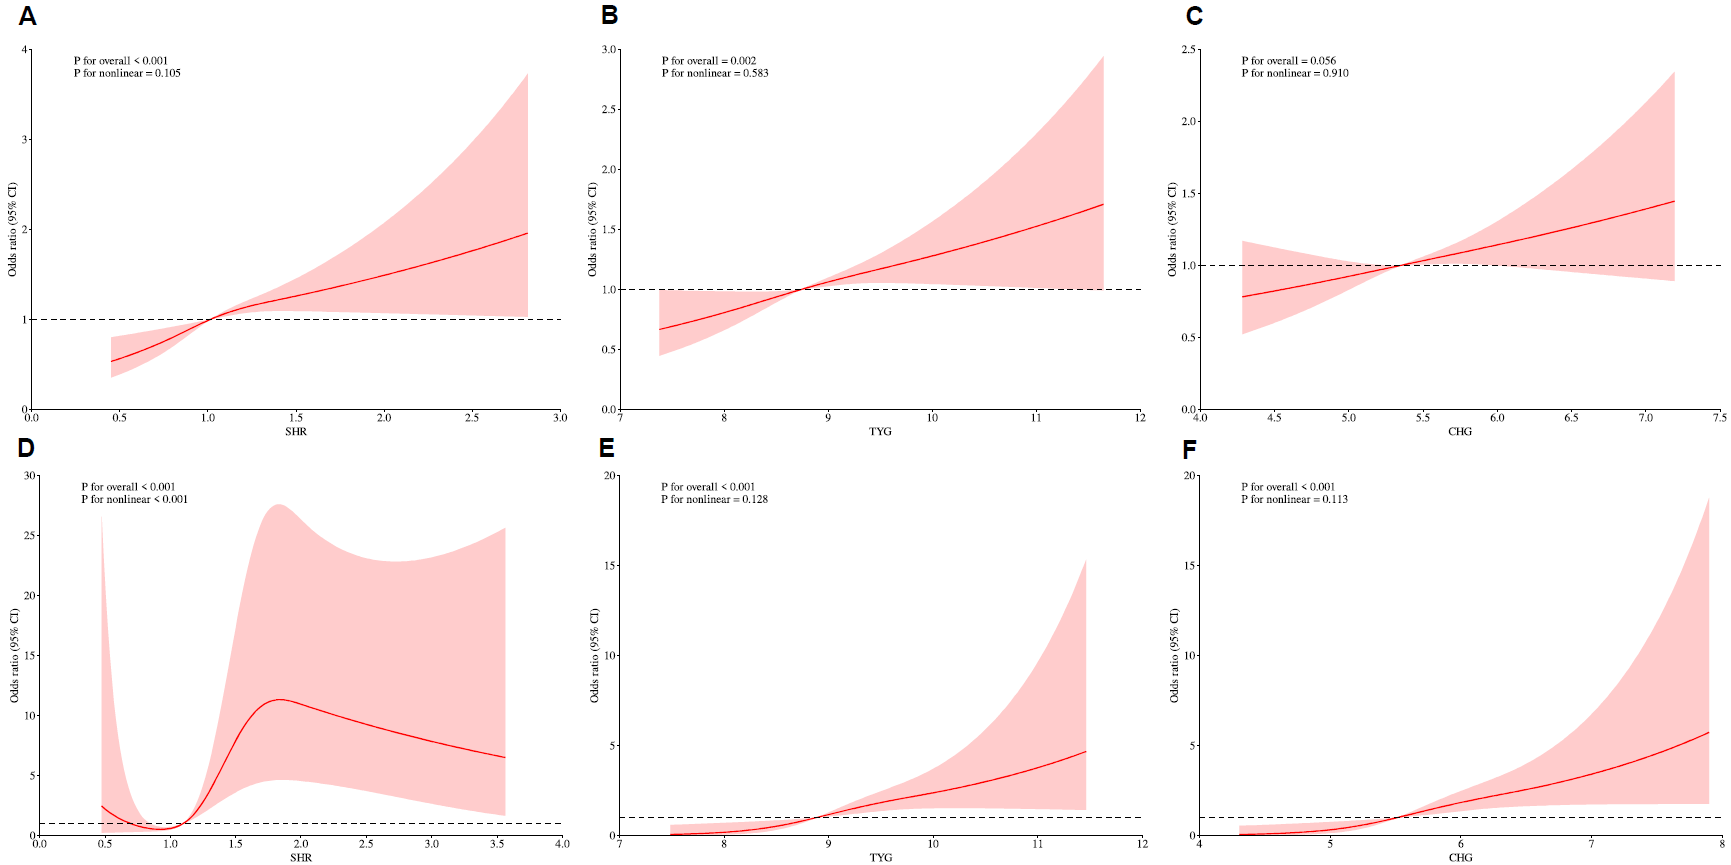 A
P for overall < 0.001
P for nonlinear = 0.105
Odds ratio (95% CI)
4
3
2
1
0
0.0 0.5 1.0 1.5 2.0 2.5 3.0
SHR
B
P for overall = 0.002
P for nonlinear = 0.583
Odds ratio (95% CI)
3.0
2.5
2.0
1.5
1.0
0.5
0.0
7 8 9 10 11 12
TYG
C
P for overall = 0.056
P for nonlinear = 0.910
Odds ratio (95% CI)
2.5
2.0
1.5
1.0
0.5
0.0
4.0 4.5 5.0 5.5 6.0 6.5 7.0 7.5
CHG
D
P for overall < 0.001
P for nonlinear < 0.001
Odds ratio (95% CI)
30
25
20
15
10
5
0
0.0 0.5 1.0 1.5 2.0 2.5 3.0 3.5 4.0
SHR
E
P for overall < 0.001
P for nonlinear = 0.128
Odds ratio (95% CI)
20
15
10
5
0
7 8 9 10 11 12
TYG
F
P for overall < 0.001
P for nonlinear = 0.113
Odds ratio (95% CI)
20
15
10
5
0
4 5 6 7 8
CHG